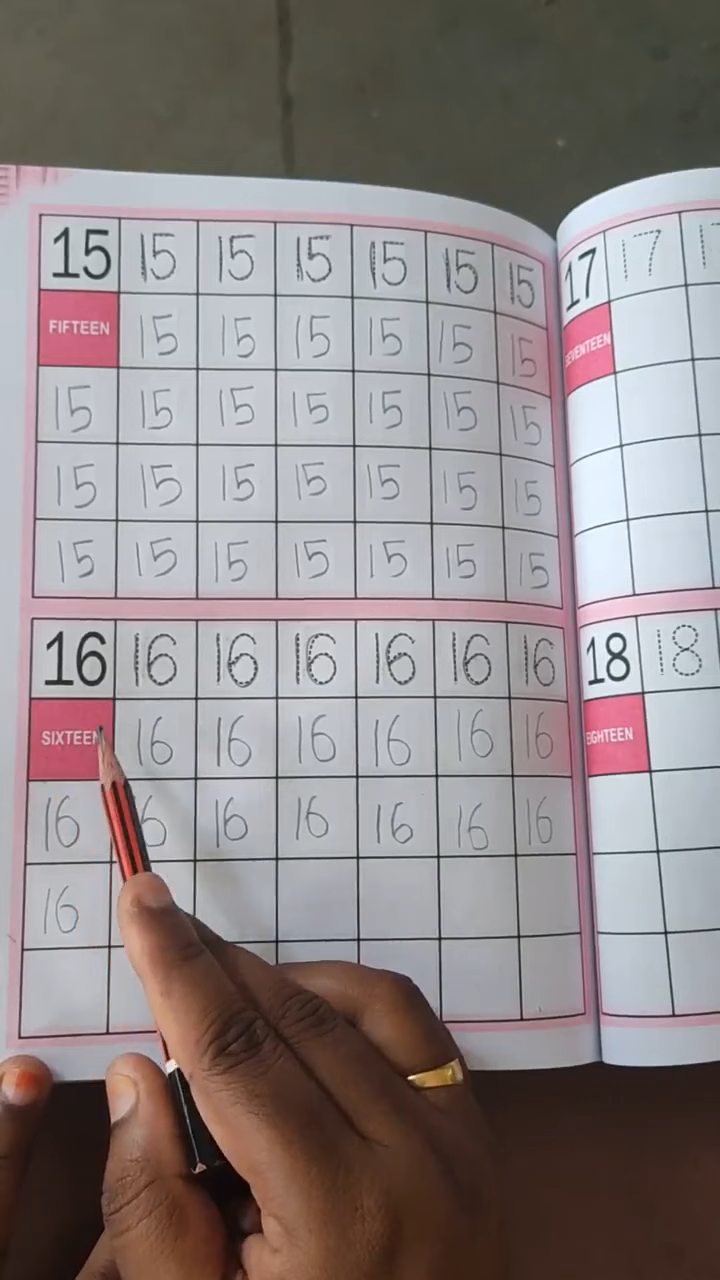 15 15 15 15 15 15 15
FIFTEEN 15 15 15 15 15 15
15 15 15 15 15 15 15
15 15 15 15 15 15 15
15 15 15 15 15 15 15
16 16 16 16 16 16 16
SIXTEEN 16 16 16 16 16 16
16 6 16 16 16 16 16
16
17 17 17
SEVENTEEN
18 18
EIGHTEEN